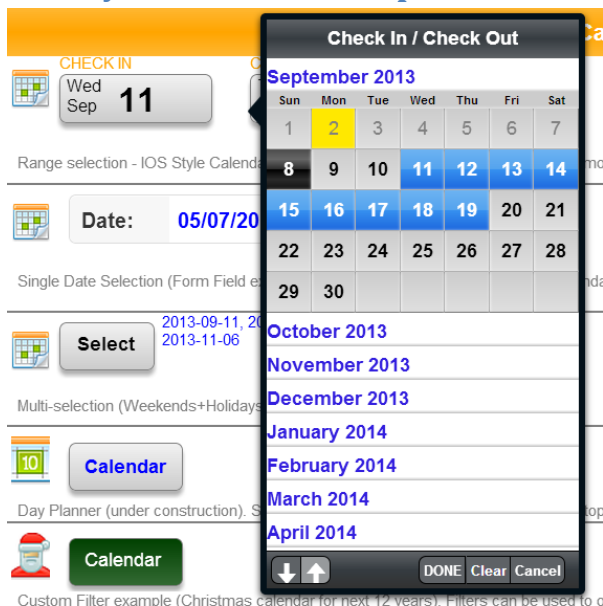 Ca
CHECK IN
C
Wed
Sep 11
Range selection - IOS Style Calenda
mo
Date: 05/07/20
Single Date Selection (Form Field e
nda
Select
2013-09-11, 20
2013-11-06
Multi-selection (Weekends+Holidays
10
Calendar
Day Planner (under construction). S
top
Calendar
Custom Filter example (Christmas calendar for next 12 years). Filters can be used to o
Check In / Check Out
September 2013
Sun Mon Tue Wed Thu Fri Sat
1 2 3 4 5 6 7
8 9 10 11 12 13 14
15 16 17 18 19 20 21
22 23 24 25 26 27 28
29 30
October 2013
November 2013
December 2013
January 2014
February 2014
March 2014
April 2014
DONE Clear Cancel